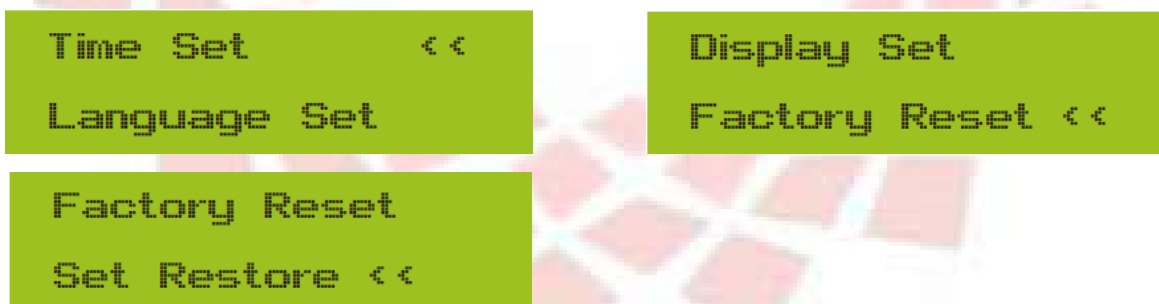 Time Set <<
Language Set
Display Set
Factory Reset <<
Factory Reset
Set Restore <<